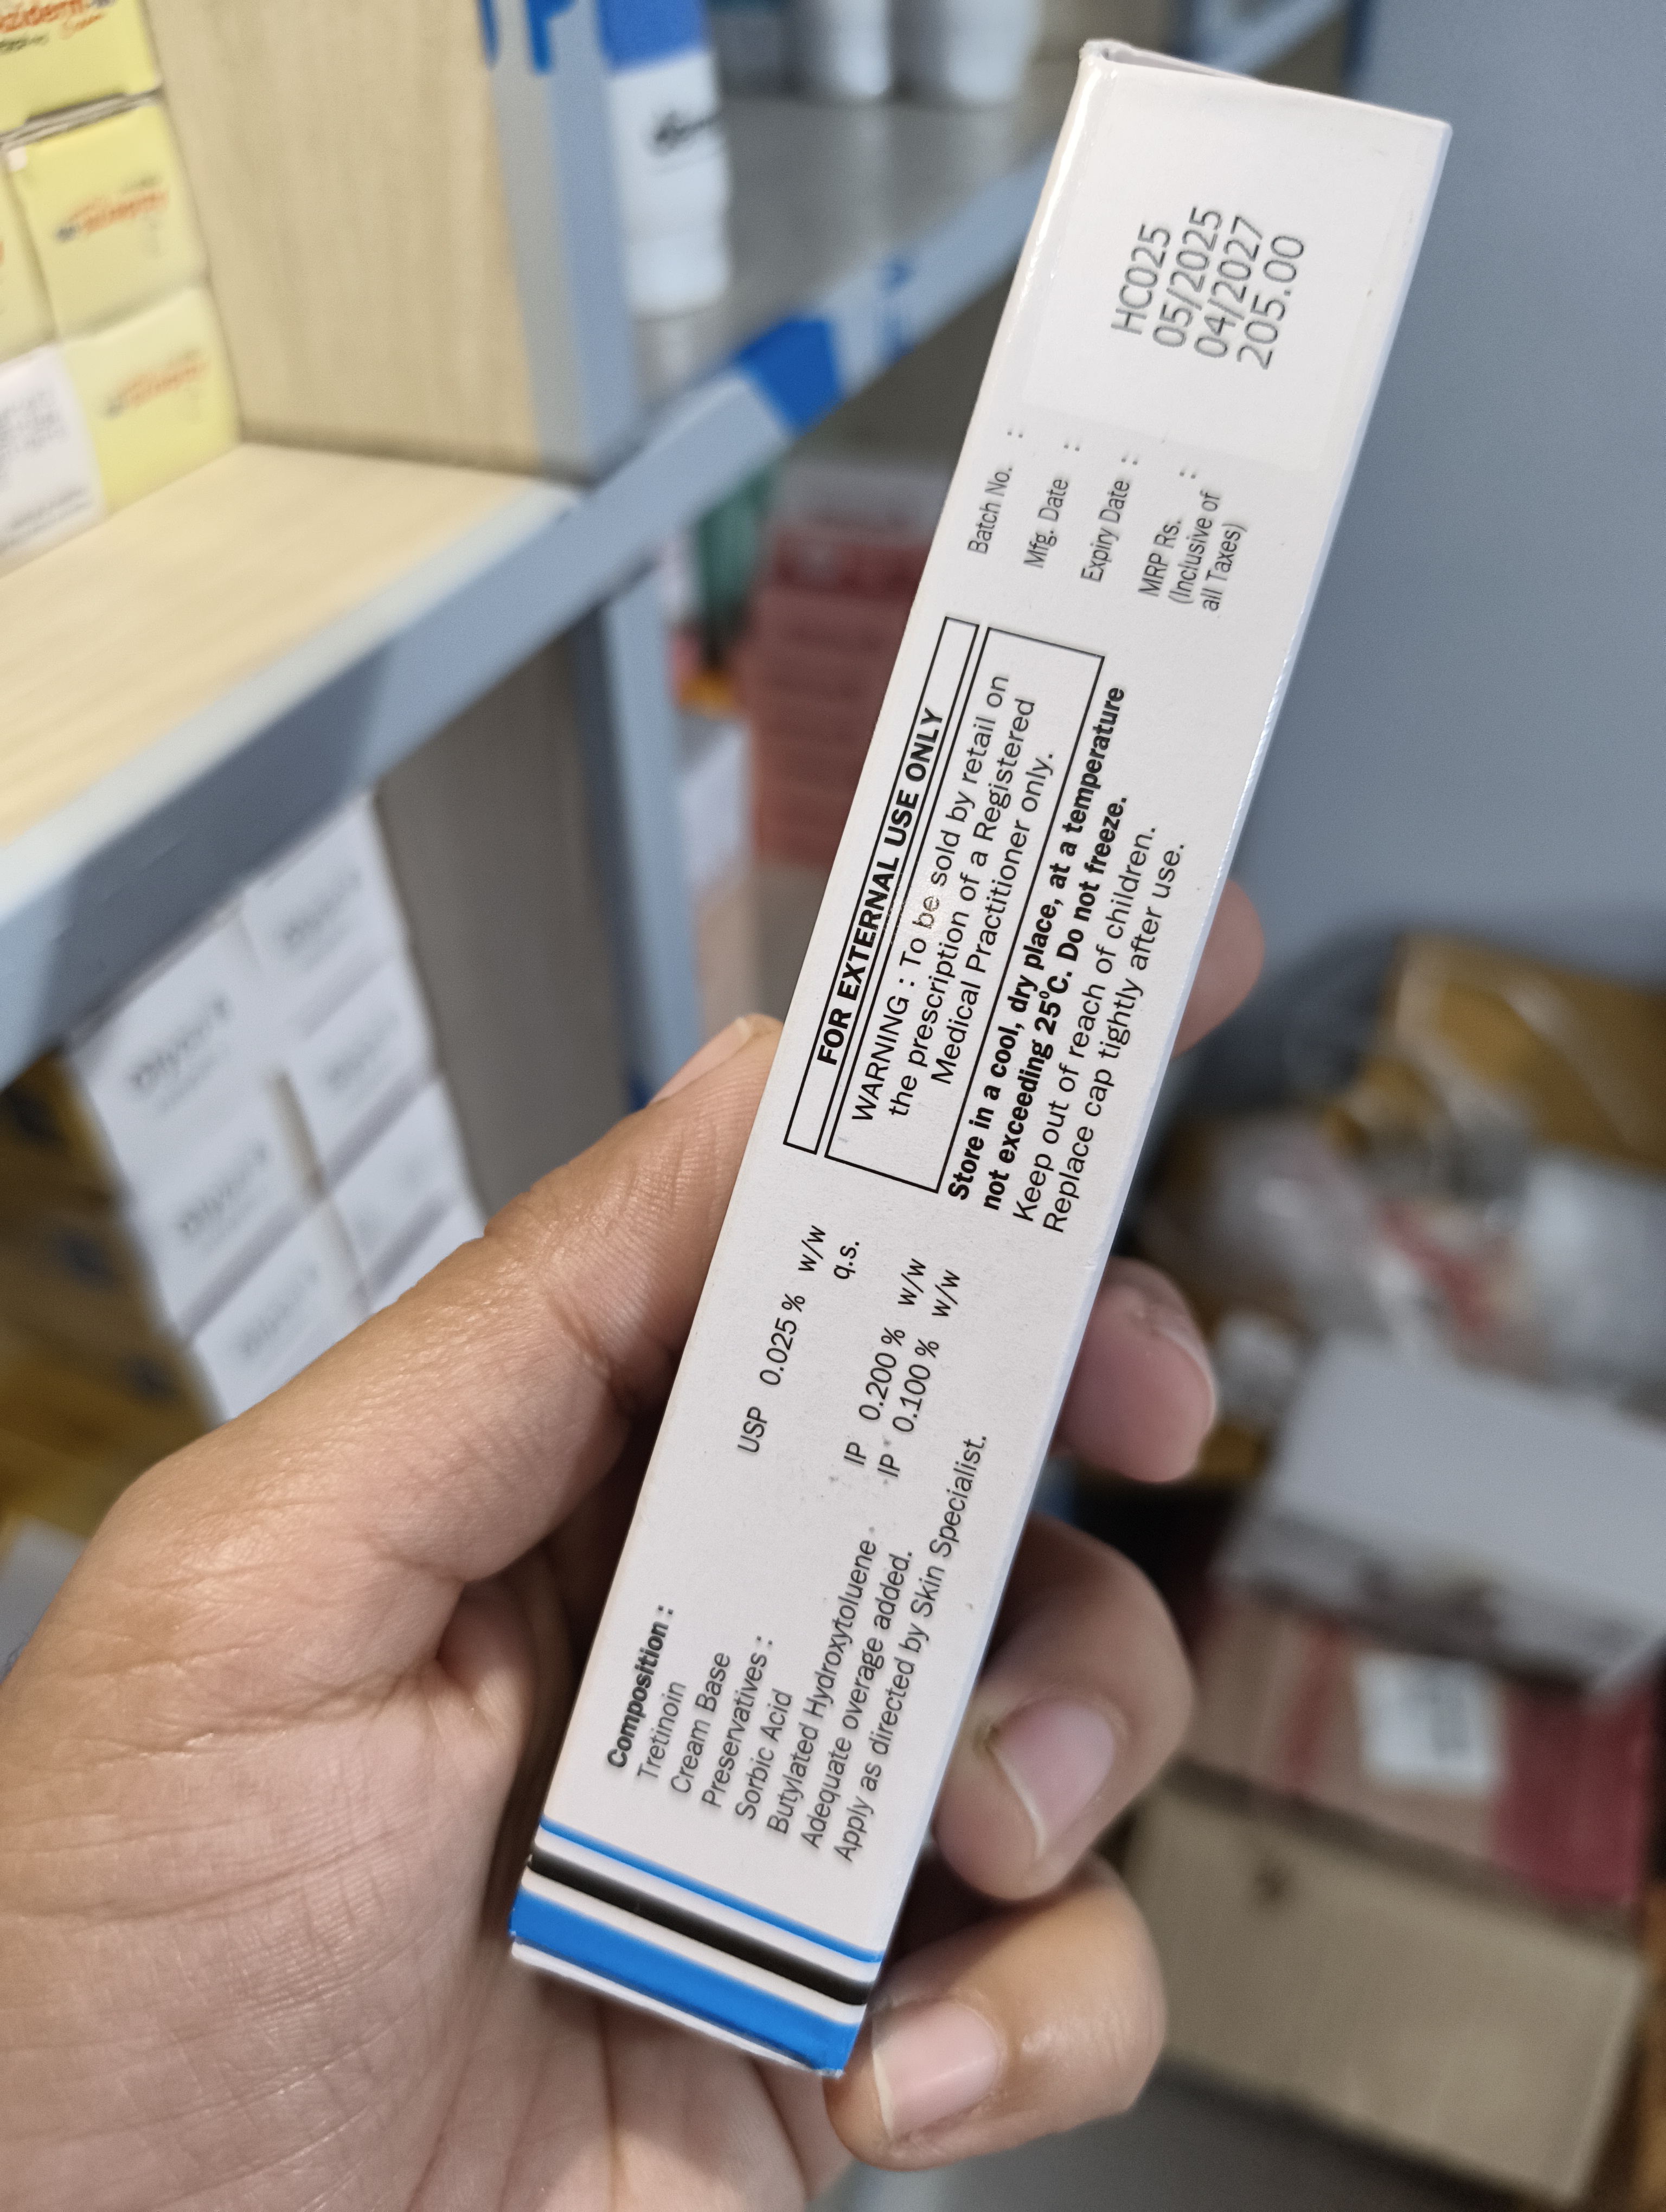 Composition :
Tretinoin USP 0.025 % w/w
Cream Base q.s.
Preservatives :
Sorbic Acid IP 0.200 % w/w
Butylated Hydroxytoluene IP 0.100 % w/w
Adequate overage added.
Apply as directed by Skin Specialist.
FOR EXTERNAL USE ONLY
WARNING : To be sold by retail on
the prescription of a Registered
Medical Practitioner only.
Store in a cool, dry place, at a temperature
not exceeding 25°C. Do not freeze.
Keep out of reach of children.
Replace cap tightly after use.
Batch No. : HC025
Mfg. Date : 05/2025
Expiry Date : 04/2027
MRP Rs. : 205.00
(Inclusive of
all Taxes)